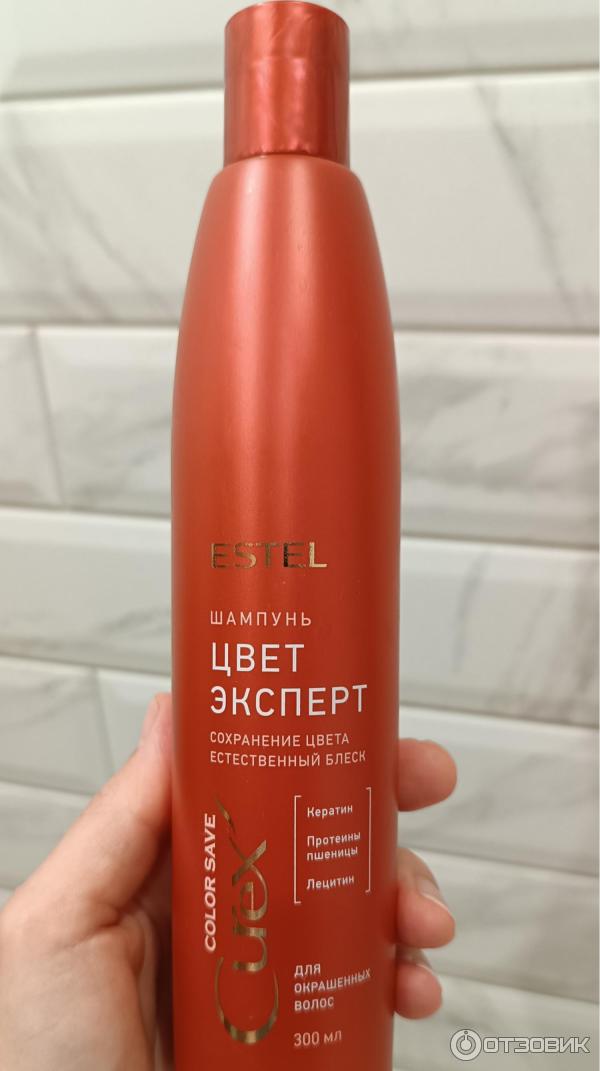 ESTEL
ШАМПУНЬ
ЦВЕТ
ЭКСПЕРТ
СОХРАНЕНИЕ ЦВЕТА
ЕСТЕСТВЕННЫЙ БЛЕСК
Кератин
Протеины
пшеницы
Лецитин
COLOR SAVE
Curex
ДЛЯ
ОКРАШЕННЫХ
ВОЛОС
300 мл
ОТЗОВИК